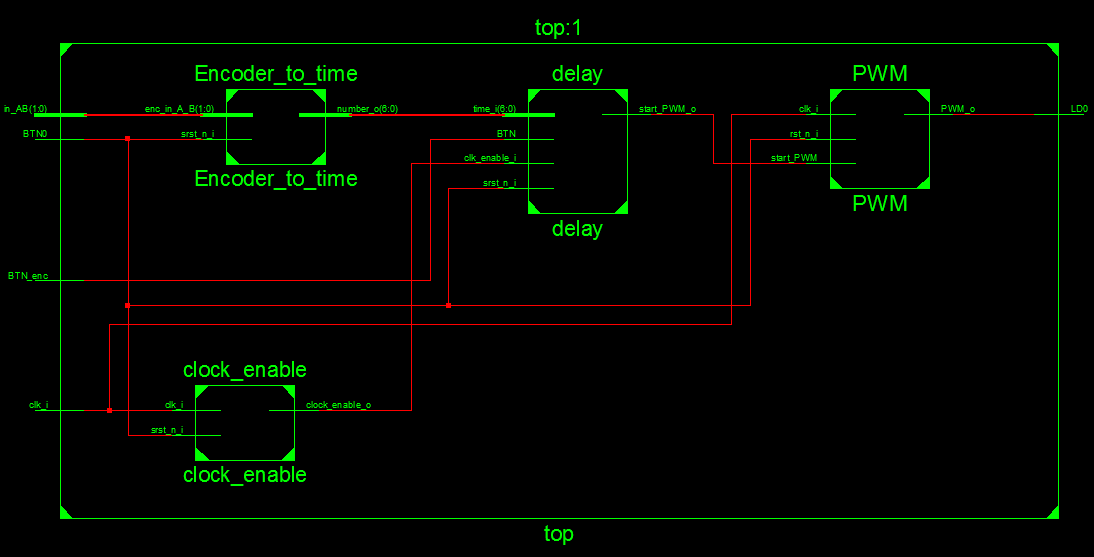 top:1
Encoder_to_time
delay
PWM
in_AB(1:0)
enc_in_A_B(1:0)
number_o(6:0)
time_i(6:0)
start_PWM_o
clk_i
PWM_o
LD0
BTN0
srst_n_i
BTN
rst_n_i
clk_enable_i
start_PWM
Encoder_to_time
srst_n_i
PWM
delay
BTN_enc
clock_enable
clk_i
clk_i
clock_enable_o
srst_n_i
clock_enable
top